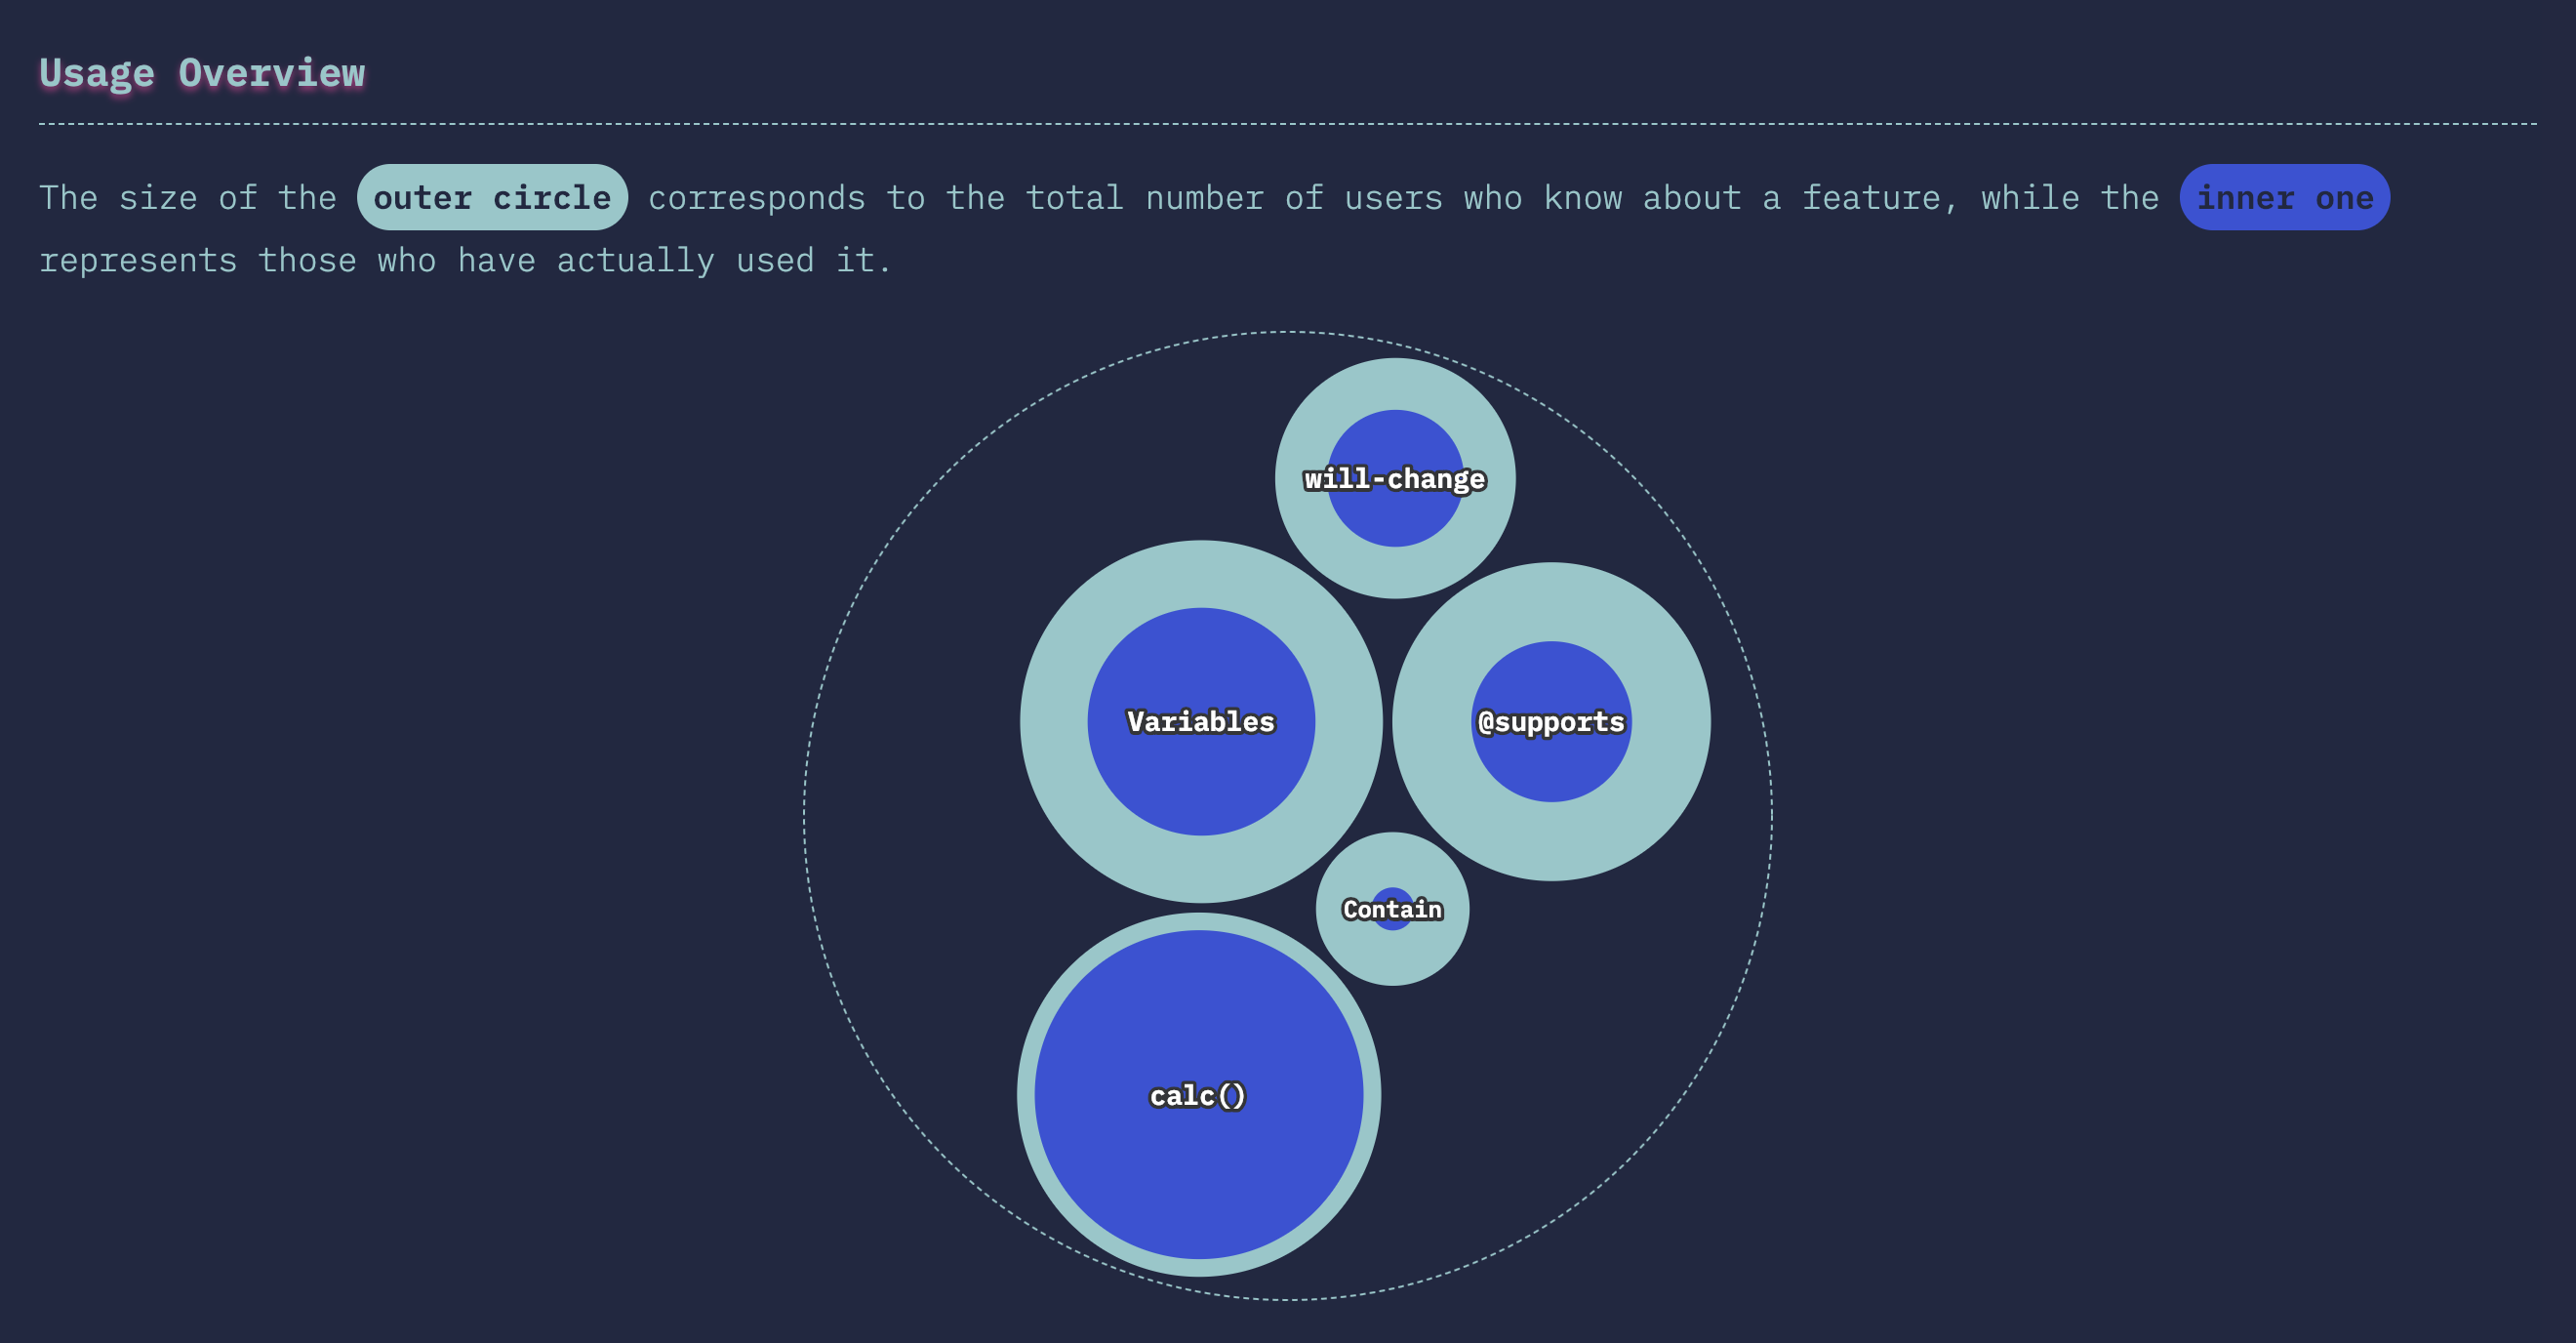 Usage Overview
The size of the outer circle corresponds to the total number of users who know about a feature, while the inner one
represents those who have actually used it.
will-change
Variables
@supports
Contain
calc()